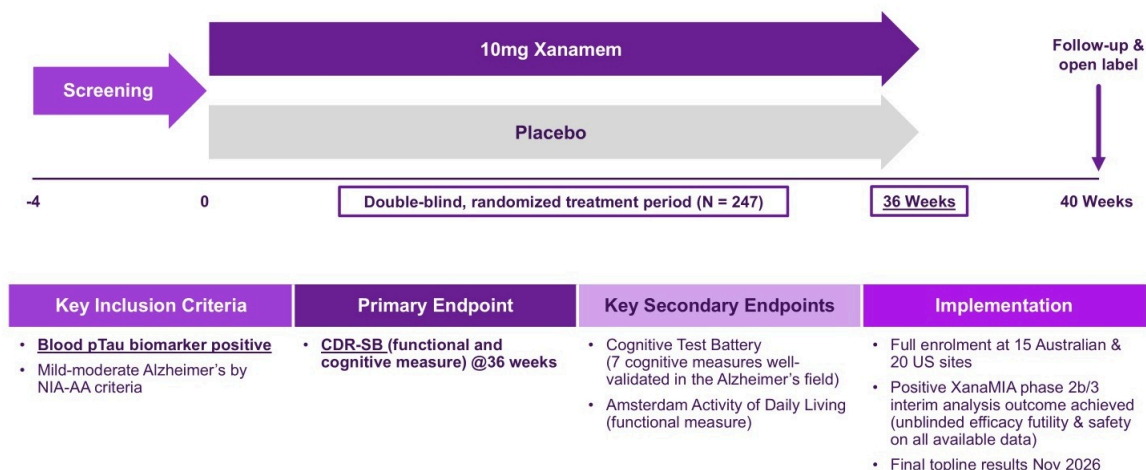 10mg Xanamem
Follow-up &
open label
Screening
Placebo
-4
0
Double-blind, randomized treatment period (N = 247)
36 Weeks
40 Weeks
Key Inclusion Criteria
• Blood pTau biomarker positive
• Mild-moderate Alzheimer's by
NIA-AA criteria
Primary Endpoint
• CDR-SB (functional and
cognitive measure) @36 weeks
Key Secondary Endpoints
• Cognitive Test Battery
(7 cognitive measures well-
validated in the Alzheimer's field)
• Amsterdam Activity of Daily Living
(functional measure)
Implementation
• Full enrolment at 15 Australian &
20 US sites
• Positive XanaMIA phase 2b/3
interim analysis outcome achieved
(unblinded efficacy futility & safety
on all available data)
• Final topline results Nov 2026